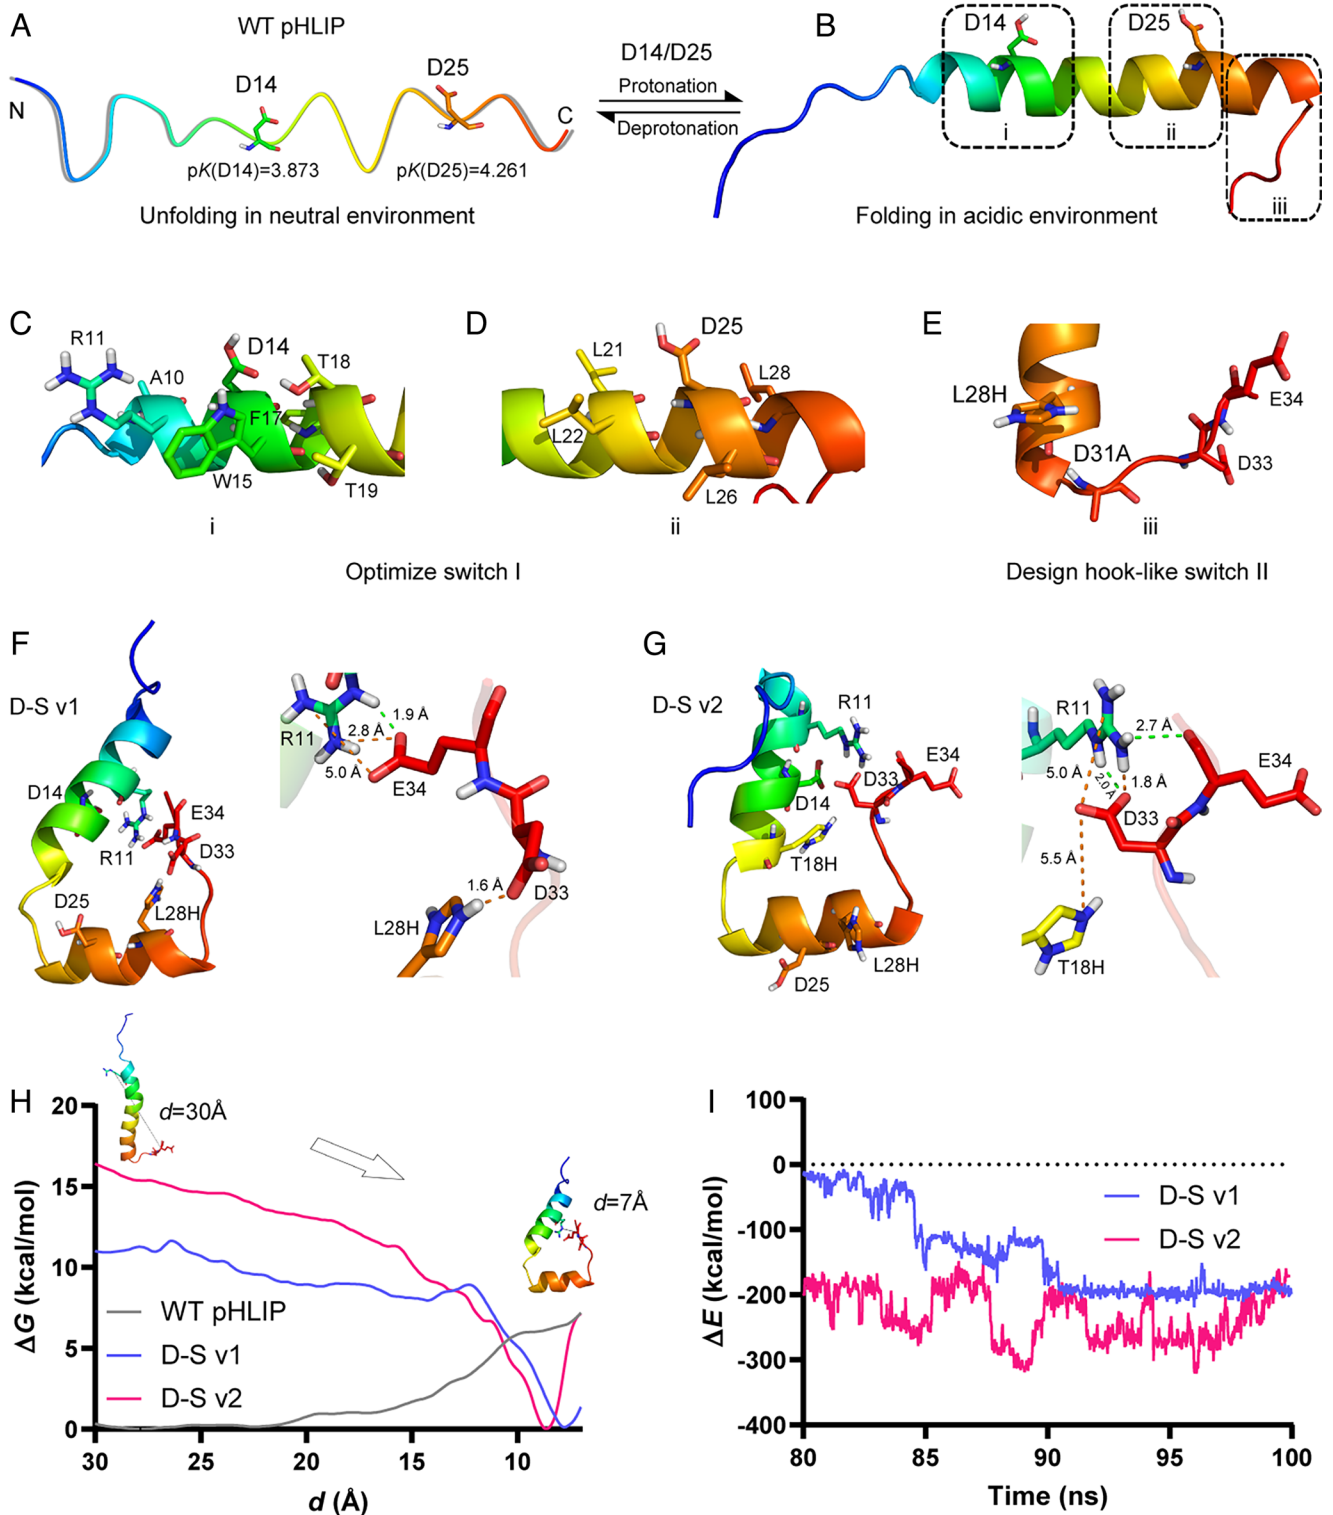 A
WT pHLIP
N
D14
D25
C
pK(D14)=3.873
pK(D25)=4.261
Unfolding in neutral environment
D14/D25
Protonation
Deprotonation
B
D14
D25
i
ii
iii
Folding in acidic environment
C
R11
A10
D14
T18
F17
W15
T19
i
D
L21
D25
L28
L22
L26
ii
E
L28H
E34
D31A
D33
iii
Optimize switch I
Design hook-like switch II
F
D-S v1
D14
R11
E34
D33
D25
L28H
R11
1.9 Å
2.8 Å
5.0 Å
E34
1.6 Å
D33
L28H
G
D-S v2
R11
E34
D33
D14
T18H
L28H
D25
R11
2.7 Å
E34
5.0 Å
2.0 Å
1.8 Å
D33
5.5 Å
T18H
H
d=30Å
d=7Å
ΔG (kcal/mol)
20
15
10
5
0
WT pHLIP
D-S v1
D-S v2
30
25
20
15
10
d (Å)
I
ΔE (kcal/mol)
100
0
-100
-200
-300
-400
D-S v1
D-S v2
80
85
90
95
100
Time (ns)